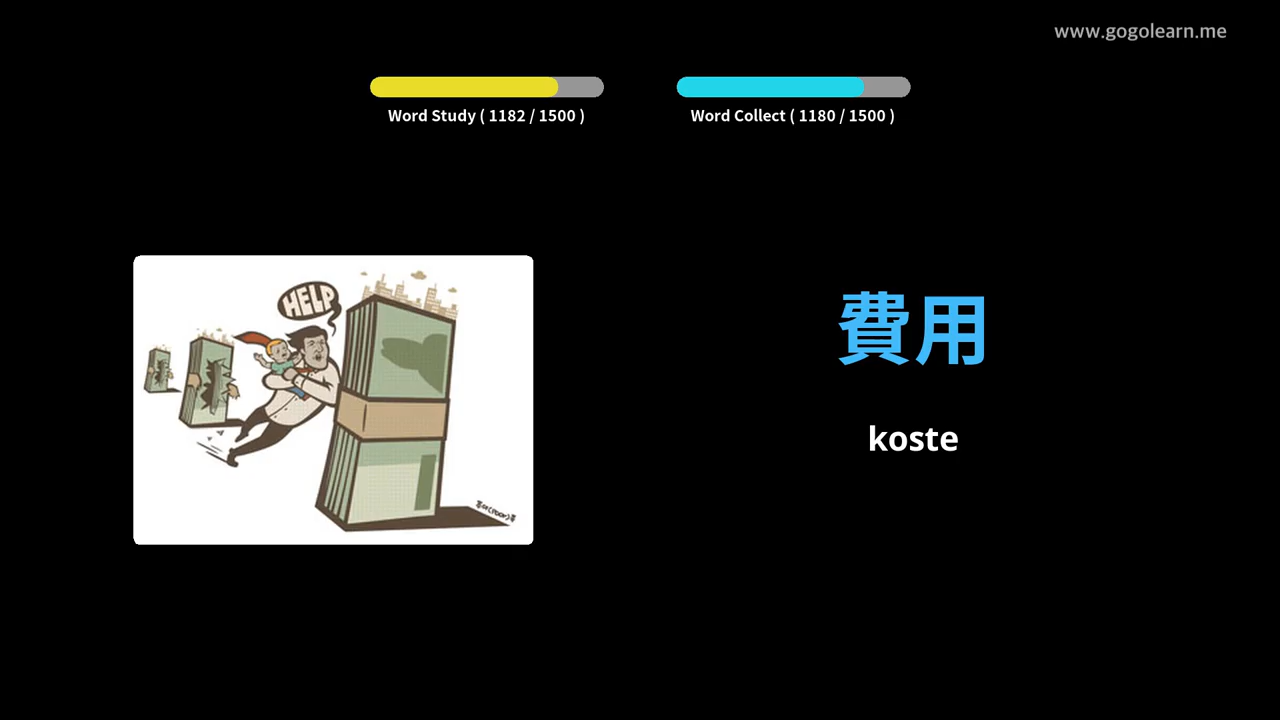 www.gogolearn.me
Word Study ( 1182 / 1500 )
Word Collect ( 1180 / 1500 )
HELP
費用
koste